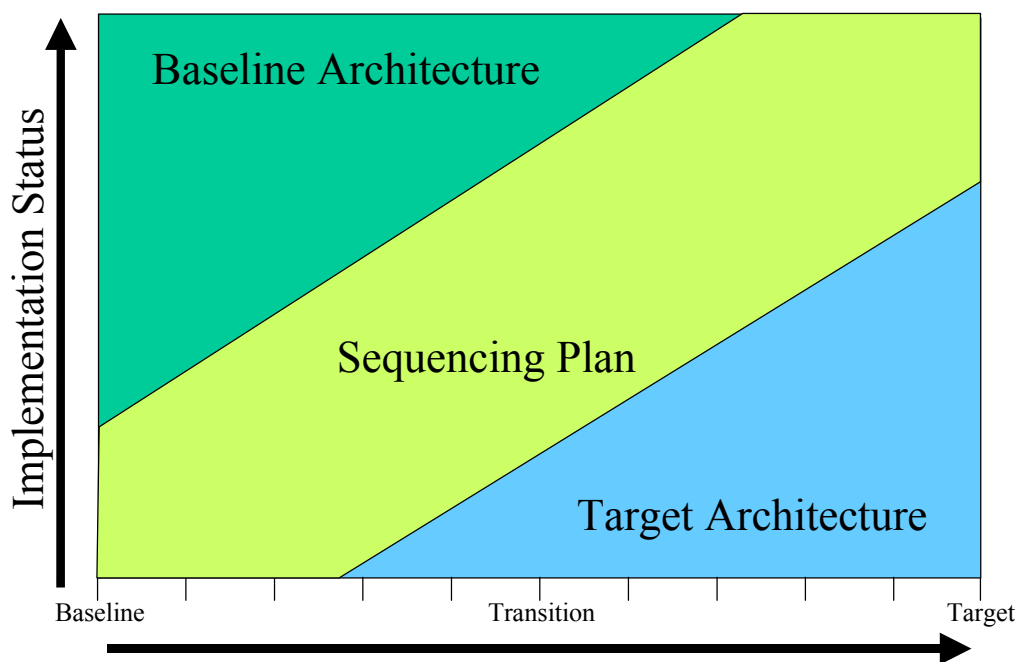 Baseline Architecture
Implementation Status
Sequencing Plan
Target Architecture
Baseline
Transition
Target